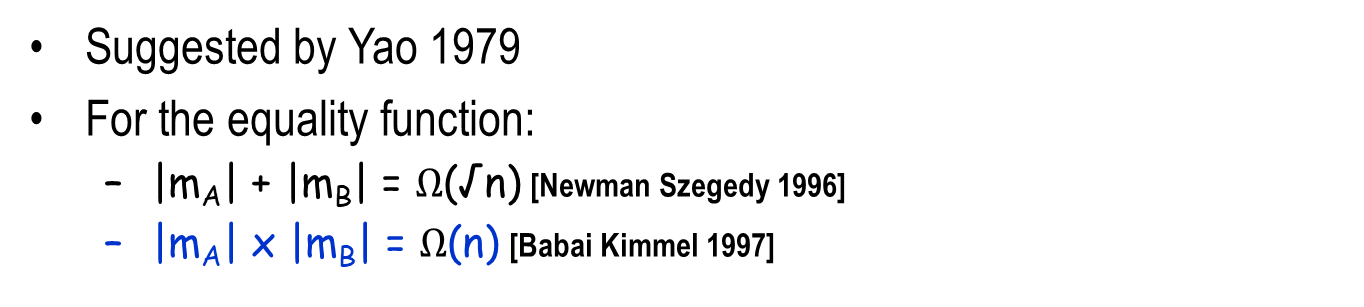 • Suggested by Yao 1979
• For the equality function:
– |mA| + |mB| = Ω(√n) [Newman Szegedy 1996]
– |mA| x |mB| = Ω(n) [Babai Kimmel 1997]